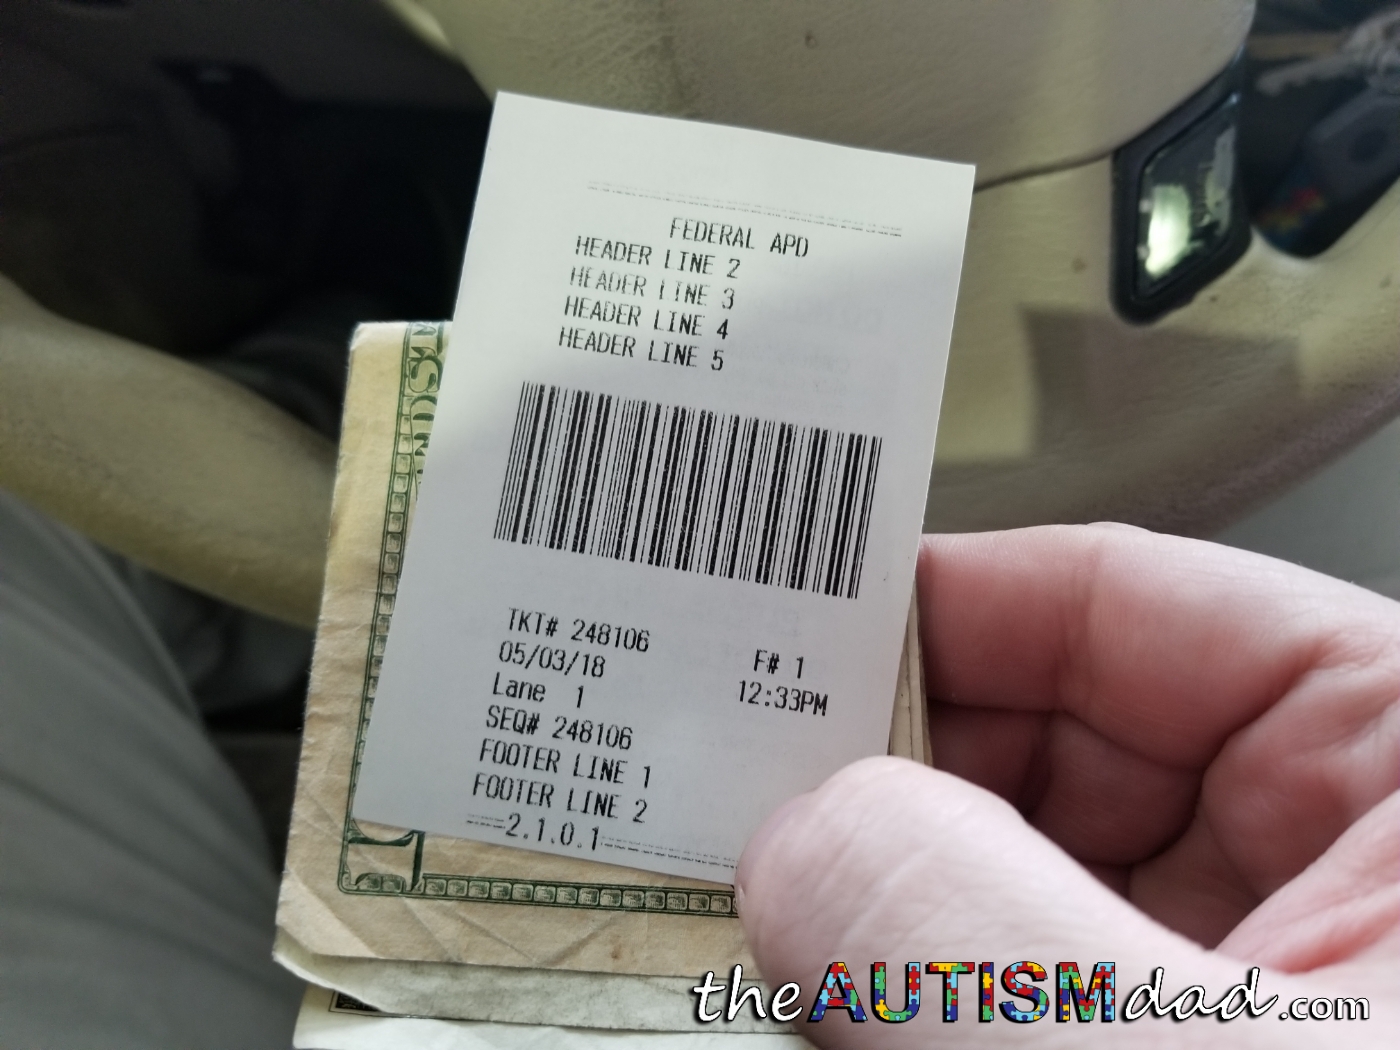 FEDERAL APD
HEADER LINE 2
HEADER LINE 3
HEADER LINE 4
HEADER LINE 5
TKT# 248106 F# 1
05/03/18 12:33PM
Lane 1
SEQ# 248106
FOOTER LINE 1
FOOTER LINE 2
2.1.0.1
theAUTISMdad.com